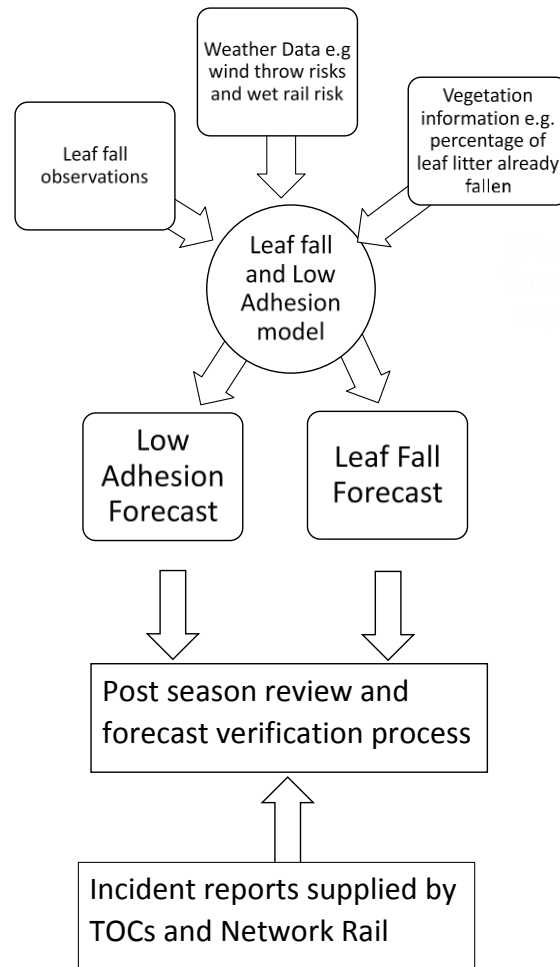 Weather Data e.g
wind throw risks
and wet rail risk
Leaf fall
observations
Vegetation
information e.g.
percentage of
leaf litter already
fallen
Leaf fall
and Low
Adhesion
model
Low
Adhesion
Forecast
Leaf Fall
Forecast
Post season review and
forecast verification process
Incident reports supplied by
TOCs and Network Rail